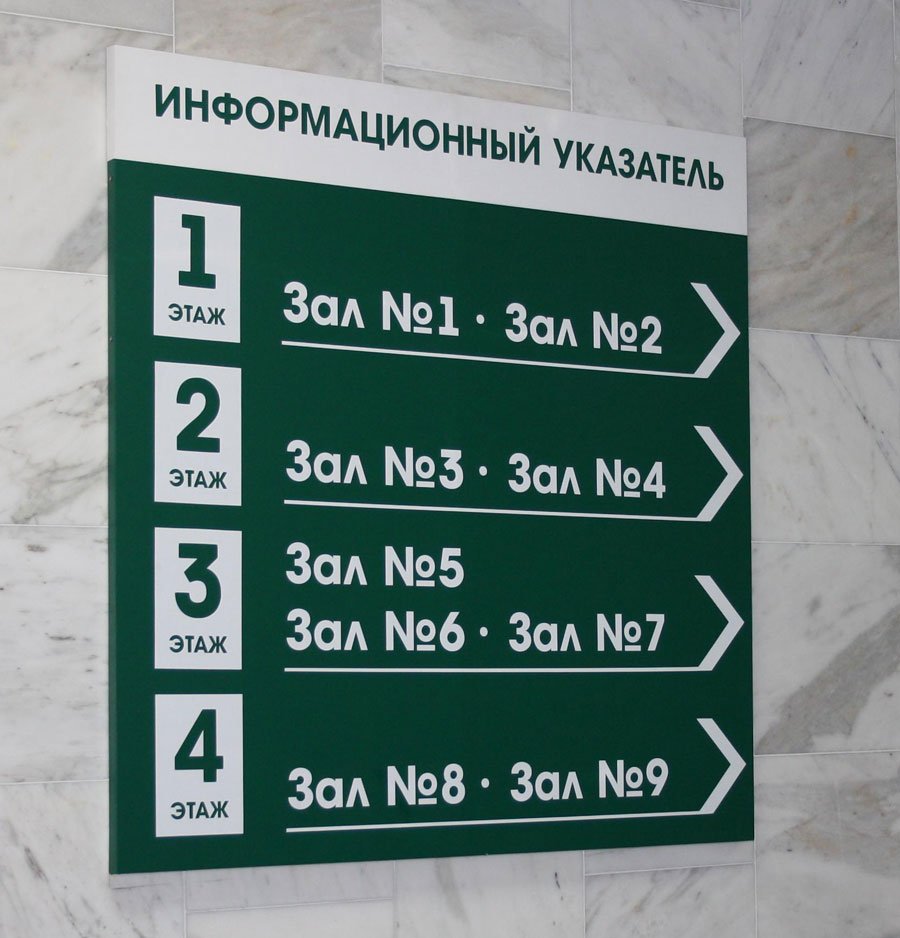 ИНФОРМАЦИОННЫЙ УКАЗАТЕЛЬ
1
ЭТАЖ
Зал №1 · Зал №2
2
ЭТАЖ
Зал №3 · Зал №4
3
ЭТАЖ
Зал №5
Зал №6 · Зал №7
4
ЭТАЖ
Зал №8 · Зал №9